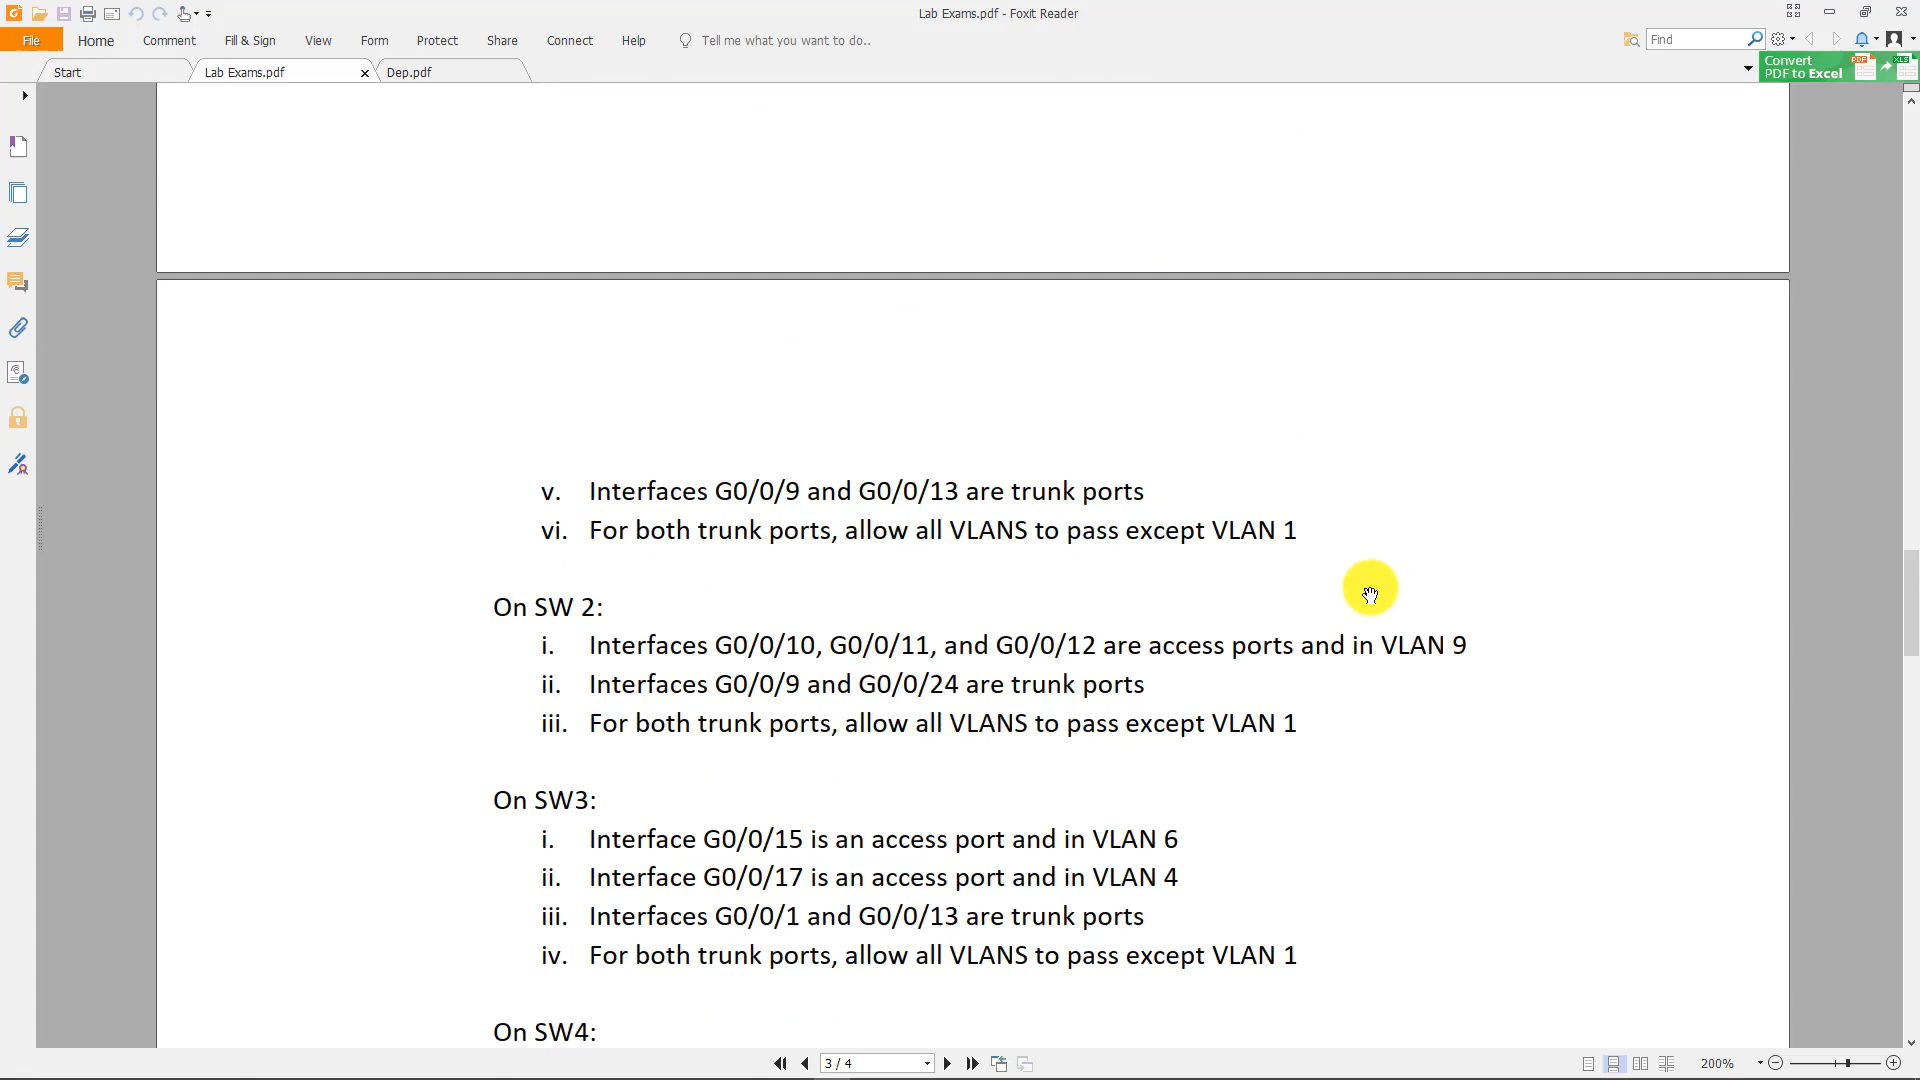 Lab Exams.pdf - Foxit Reader
File Home Comment Fill & Sign View Form Protect Share Connect Help Tell me what you want to do..
Find
Start Lab Exams.pdf Dep.pdf
Convert
PDF to Excel
v. Interfaces G0/0/9 and G0/0/13 are trunk ports
vi. For both trunk ports, allow all VLANS to pass except VLAN 1
On SW 2:
i. Interfaces G0/0/10, G0/0/11, and G0/0/12 are access ports and in VLAN 9
ii. Interfaces G0/0/9 and G0/0/24 are trunk ports
iii. For both trunk ports, allow all VLANS to pass except VLAN 1
On SW3:
i. Interface G0/0/15 is an access port and in VLAN 6
ii. Interface G0/0/17 is an access port and in VLAN 4
iii. Interfaces G0/0/1 and G0/0/13 are trunk ports
iv. For both trunk ports, allow all VLANS to pass except VLAN 1
On SW4:
3 / 4
200%